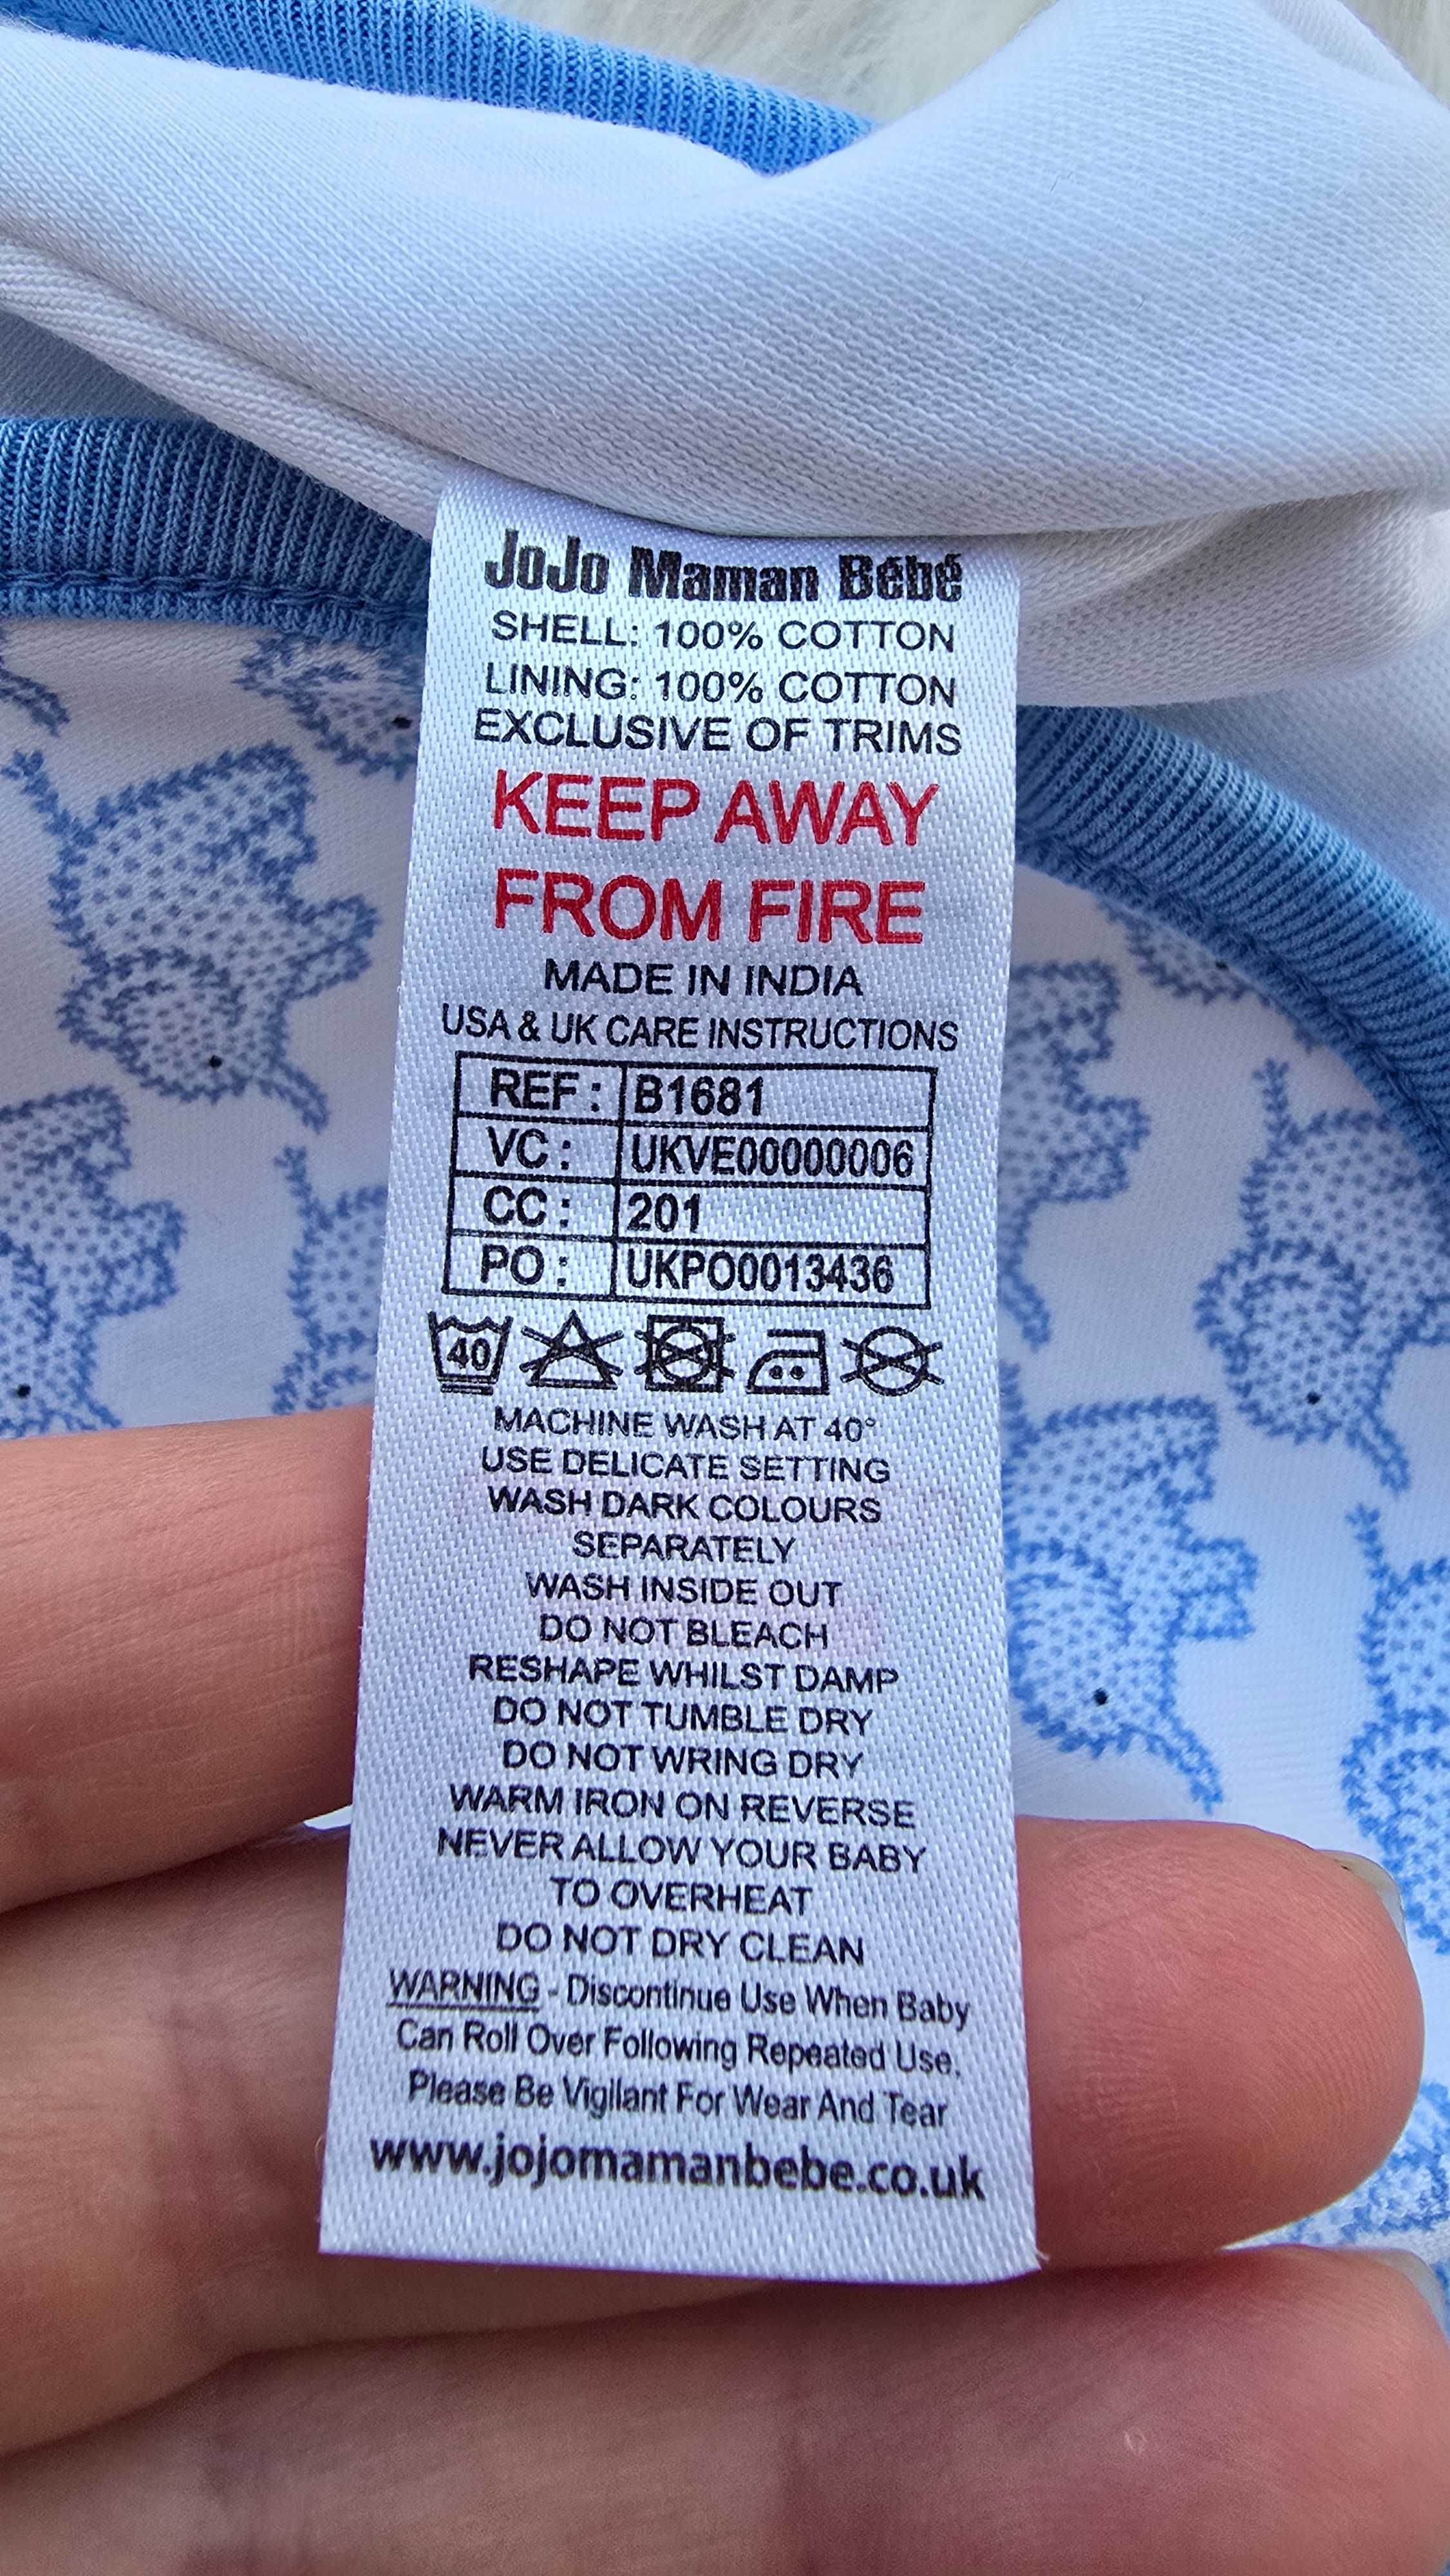 JoJo Maman Bébé
SHELL: 100% COTTON
LINING: 100% COTTON
EXCLUSIVE OF TRIMS
KEEP AWAY
FROM FIRE
MADE IN INDIA
USA & UK CARE INSTRUCTIONS
REF : B1681
VC : UKVE00000006
CC : 201
PO : UKPO0013436
40
MACHINE WASH AT 40°
USE DELICATE SETTING
WASH DARK COLOURS
SEPARATELY
WASH INSIDE OUT
DO NOT BLEACH
RESHAPE WHILST DAMP
DO NOT TUMBLE DRY
DO NOT WRING DRY
WARM IRON ON REVERSE
NEVER ALLOW YOUR BABY
TO OVERHEAT
DO NOT DRY CLEAN
WARNING - Discontinue Use When Baby
Can Roll Over Following Repeated Use.
Please Be Vigilant For Wear And Tear
www.jojomamanbebe.co.uk